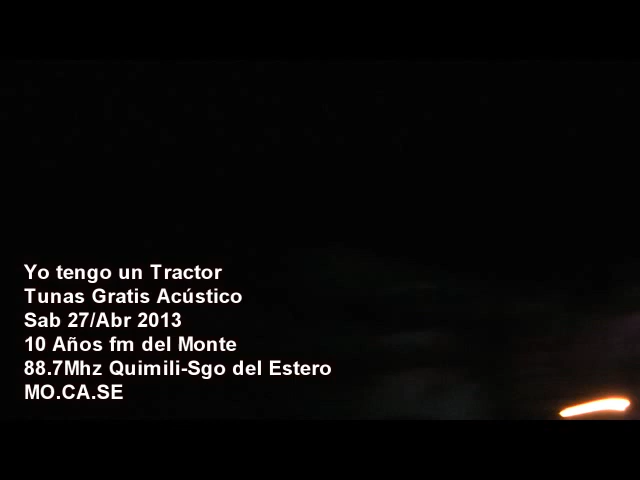 Yo tengo un Tractor
Tunas Gratis Acústico
Sab 27/Abr 2013
10 Años fm del Monte
88.7Mhz Quimili-Sgo del Estero
MO.CA.SE